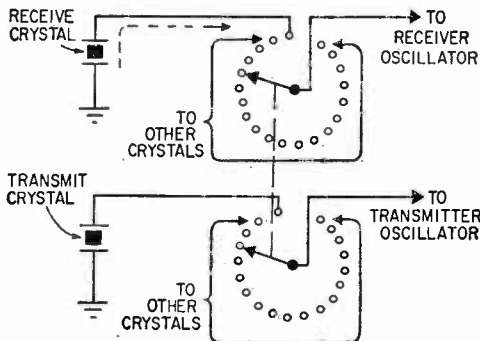 RECEIVE
CRYSTAL
TO
RECEIVER
OSCILLATOR
TO
OTHER
CRYSTALS
TRANSMIT
CRYSTAL
TO
TRANSMITTER
OSCILLATOR
TO
OTHER
CRYSTALS